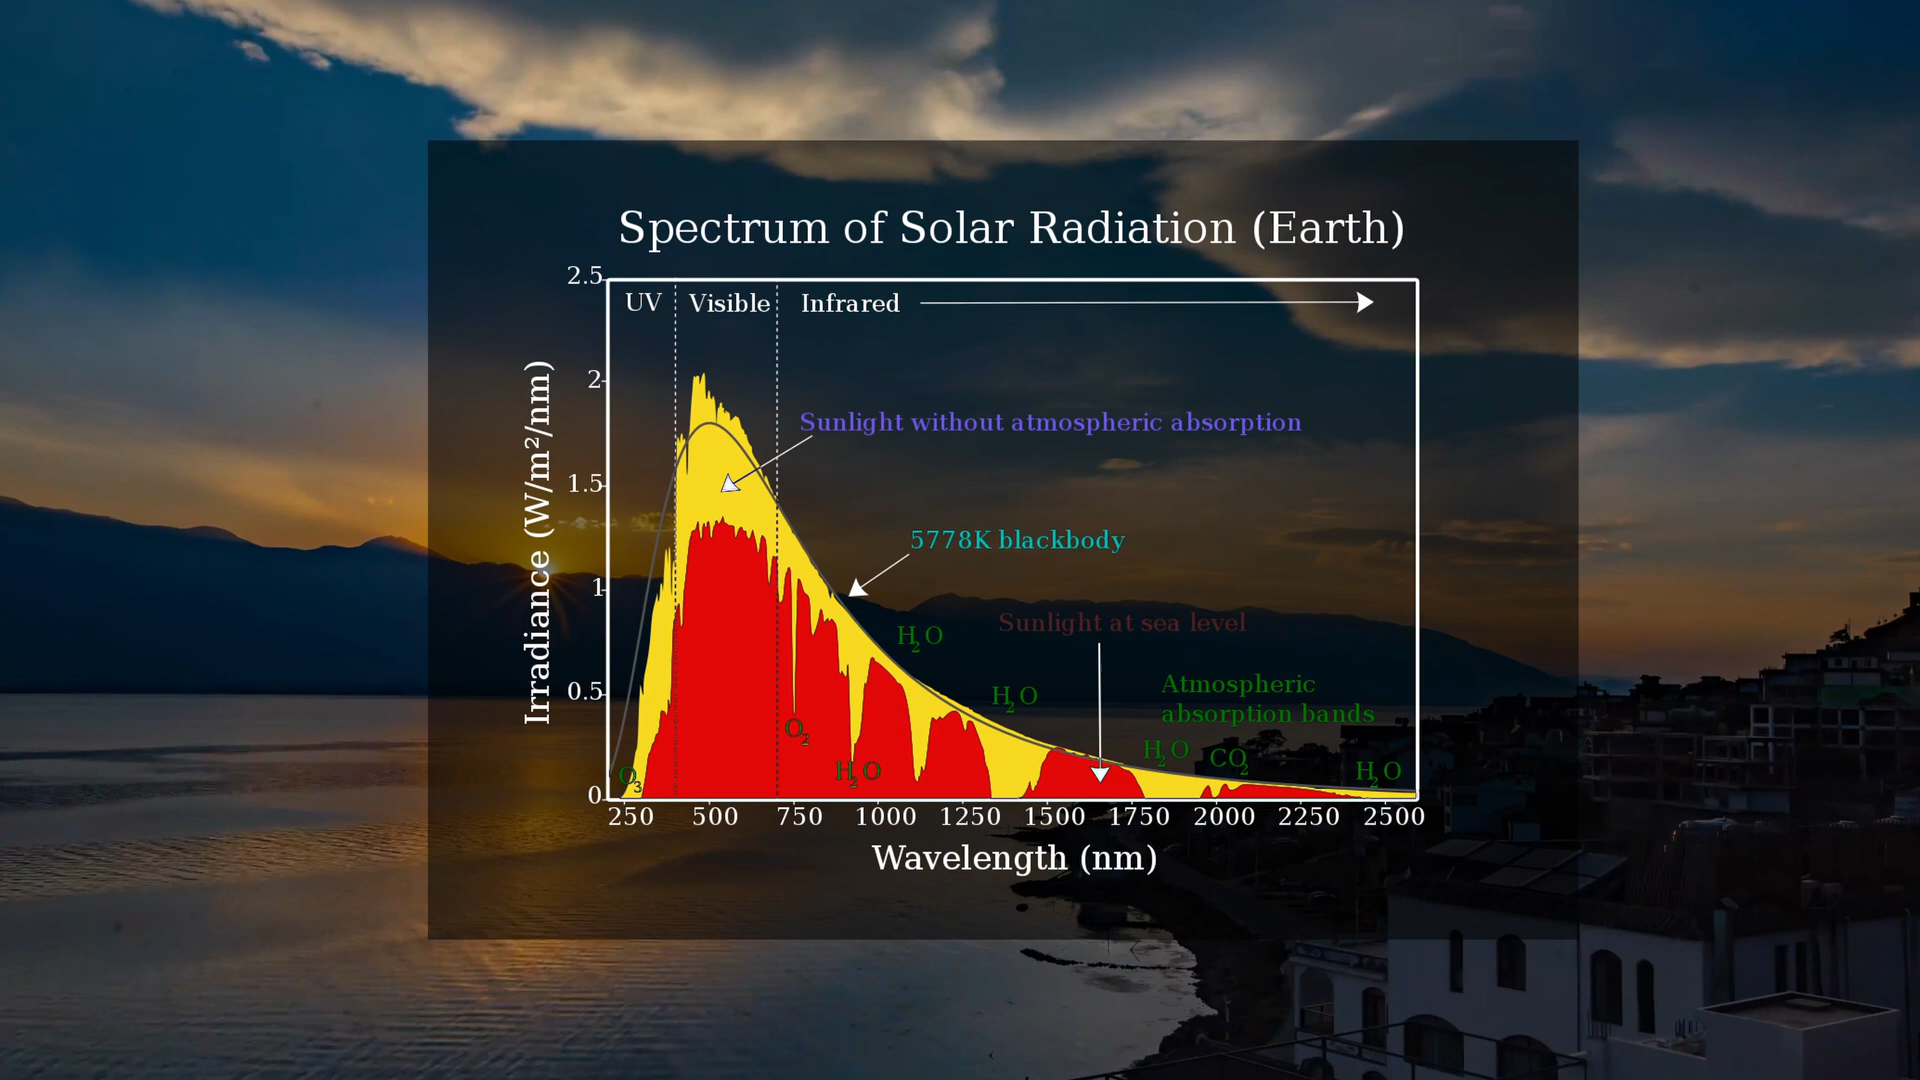 Spectrum of Solar Radiation (Earth)
UV Visible Infrared
2.5
2
1.5
1
0.5
0
Irradiance (W/m²/nm)
Sunlight without atmospheric absorption
5778K blackbody
Sunlight at sea level
H₂O
H₂O
Atmospheric
absorption bands
O₂
H₂O CO₂
O₃ H₂O H₂O
250 500 750 1000 1250 1500 1750 2000 2250 2500
Wavelength (nm)